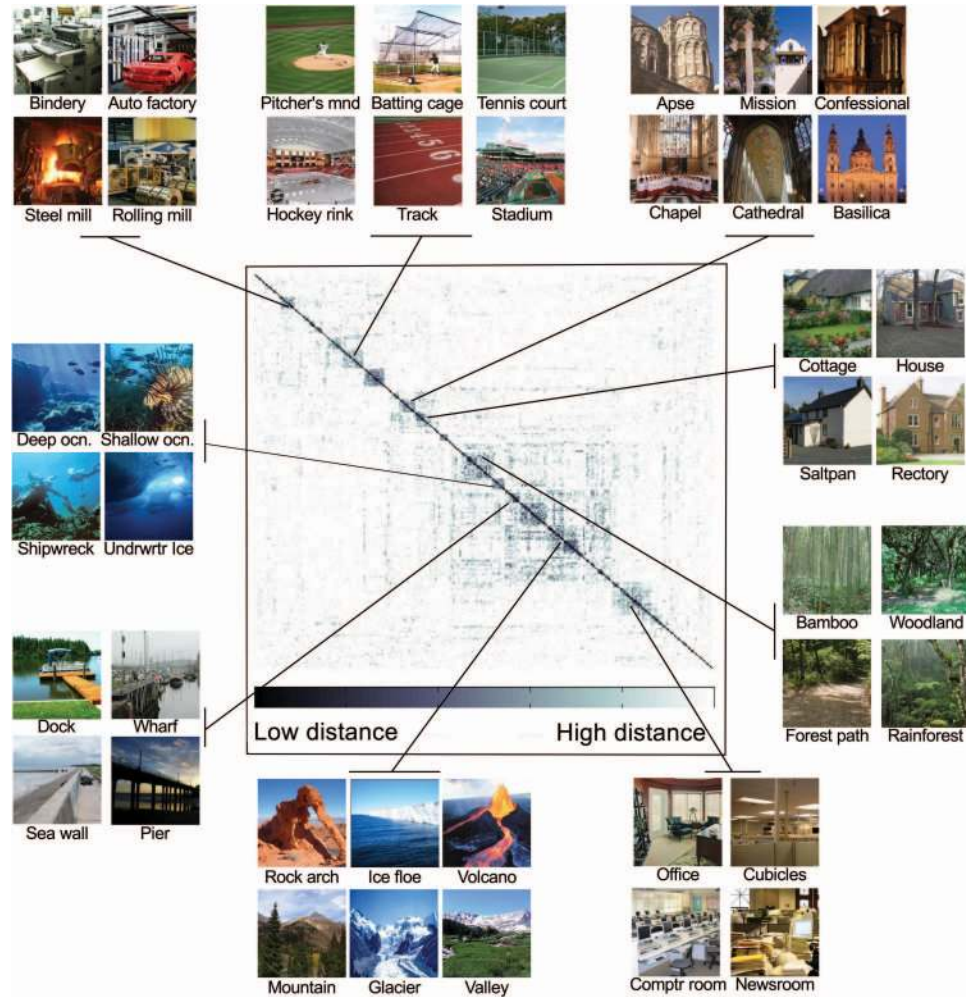 Bindery Auto factory
Steel mill Rolling mill
Pitcher's mnd Batting cage Tennis court
Hockey rink Track Stadium
Apse Mission Confessional
Chapel Cathedral Basilica
Deep ocn. Shallow ocn.
Shipwreck Undrwrtr Ice
Cottage House
Saltpan Rectory
Bamboo Woodland
Forest path Rainforest
Dock Wharf
Sea wall Pier
Low distance High distance
Rock arch Ice floe Volcano
Mountain Glacier Valley
Office Cubicles
Comptr room Newsroom